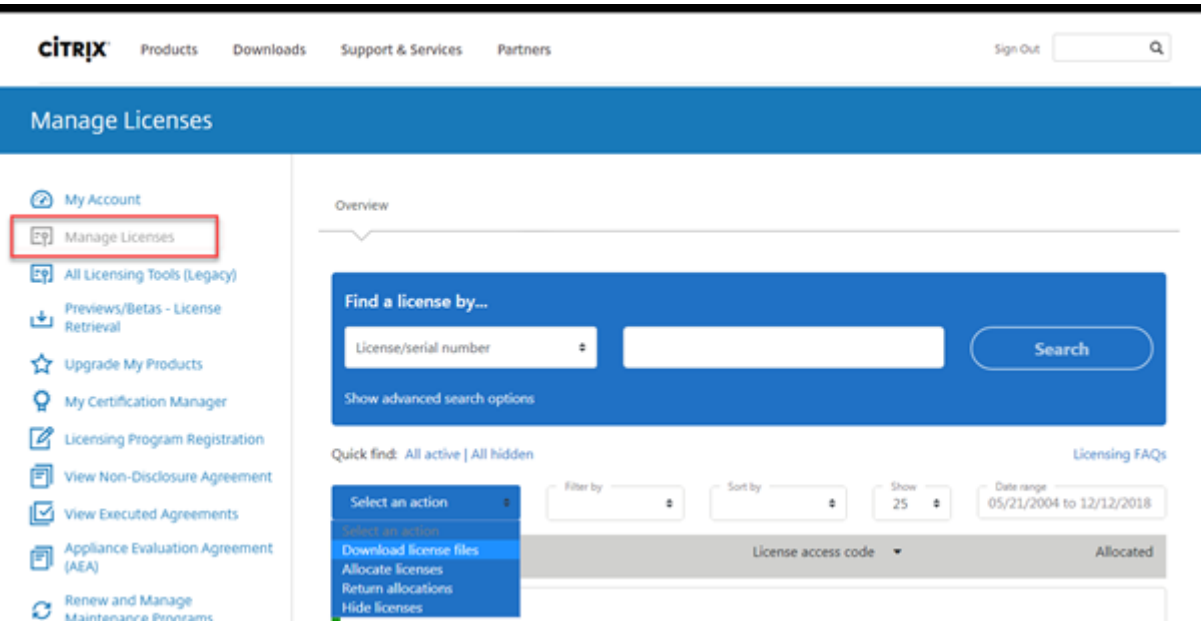 CİTRIX Products Downloads Support & Services Partners Sign Out
Manage Licenses
My Account
Manage Licenses
All Licensing Tools (Legacy)
Previews/Betas - License
Retrieval
Upgrade My Products
My Certification Manager
Licensing Program Registration
View Non-Disclosure Agreement
View Executed Agreements
Appliance Evaluation Agreement
(AEA)
Renew and Manage
Maintenance Programs
Overview
Find a license by...
License/serial number Search
Show advanced search options
Quick find: All active | All hidden Licensing FAQs
Filter by Sort by Show Date range
Select an action 25 05/21/2004 to 12/12/2018
Select an action
Download license files
Allocate licenses
Return allocations
Hide licenses
License access code Allocated